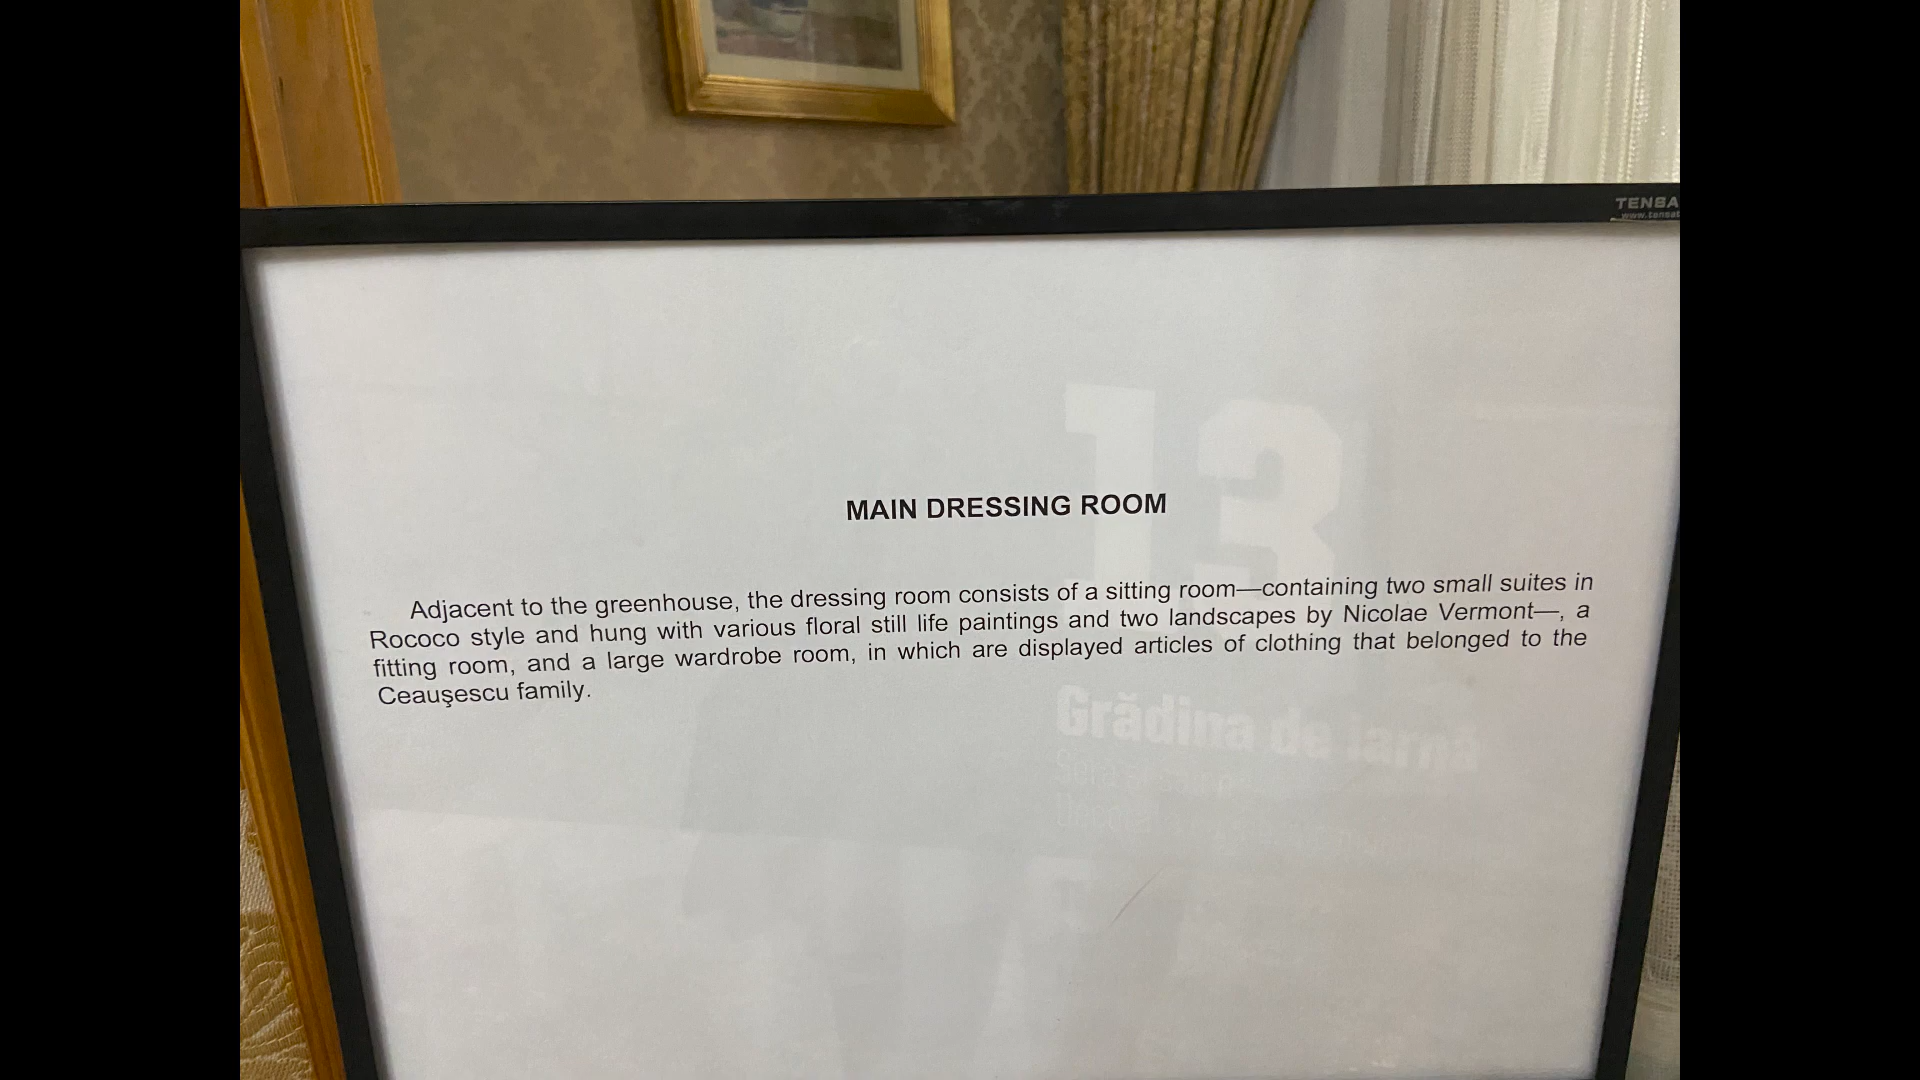 TENSA
www.tensat
MAIN DRESSING ROOM
Adjacent to the greenhouse, the dressing room consists of a sitting room—containing two small suites in
Rococo style and hung with various floral still life paintings and two landscapes by Nicolae Vermont—, a
fitting room, and a large wardrobe room, in which are displayed articles of clothing that belonged to the
Ceauşescu family.
13
Grădina de Iarnă